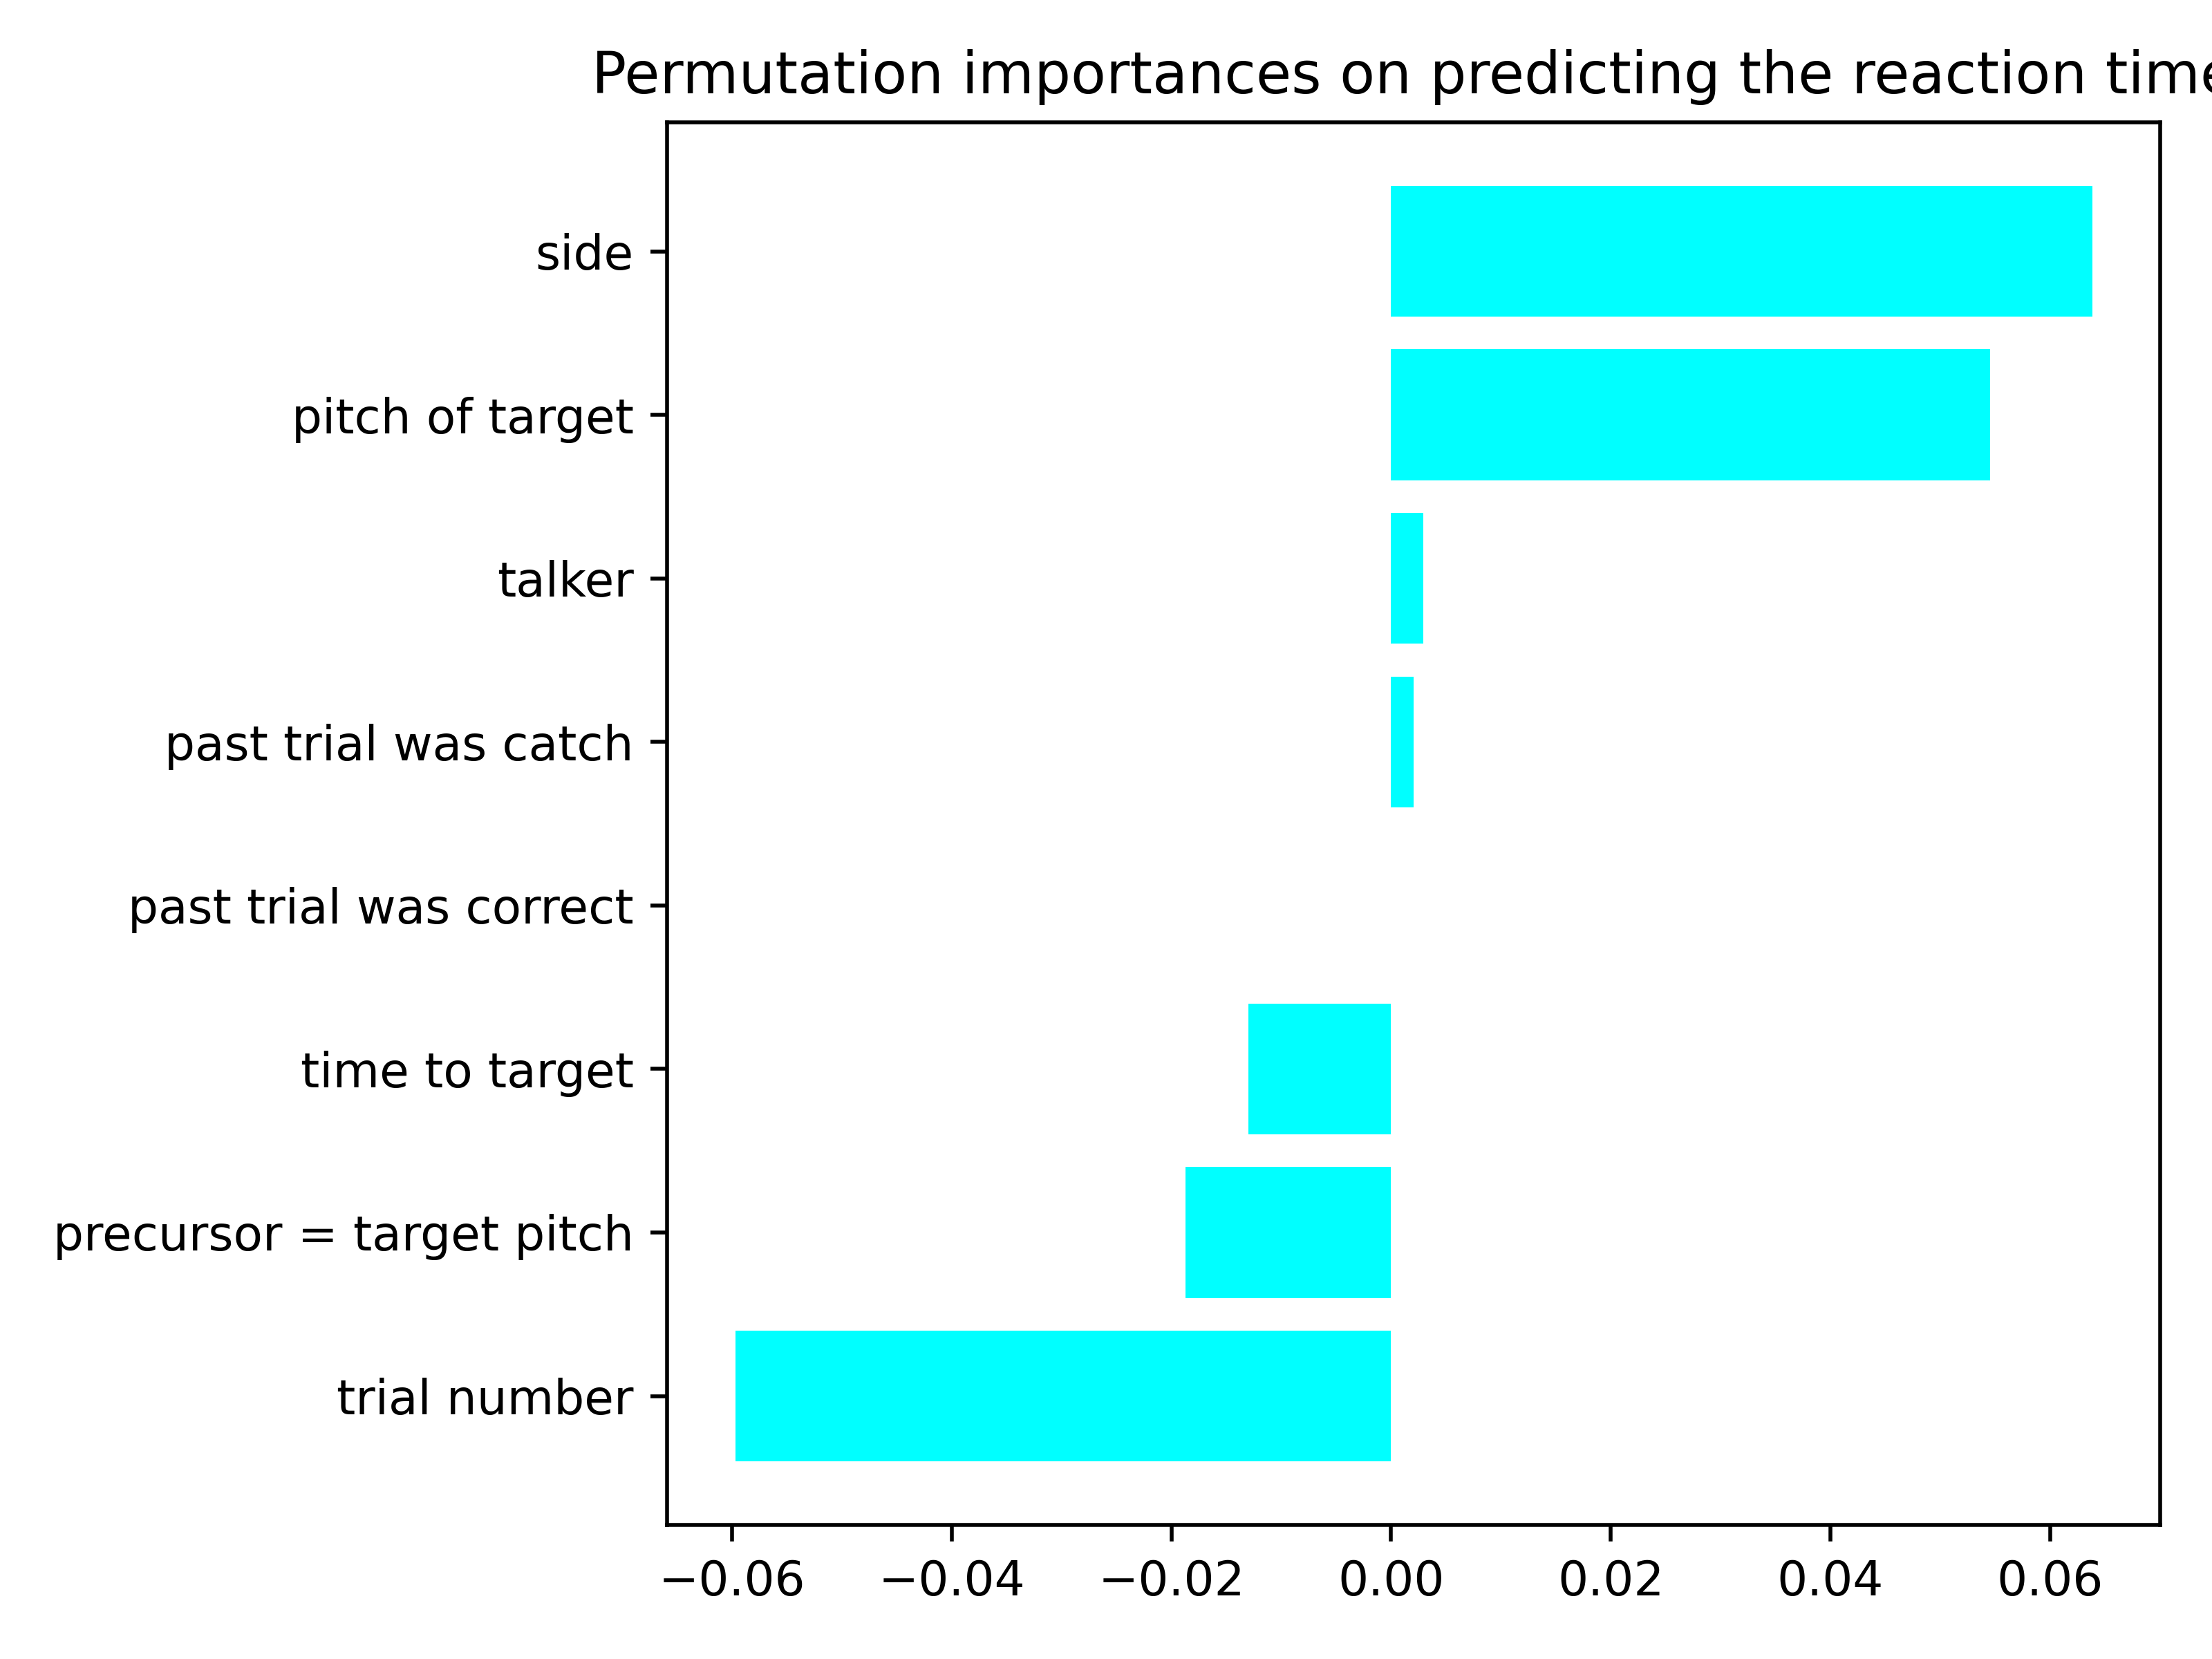 Permutation importances on predicting the reaction time
side
pitch of target
talker
past trial was catch
past trial was correct
time to target
precursor = target pitch
trial number
−0.06 −0.04 −0.02 0.00 0.02 0.04 0.06